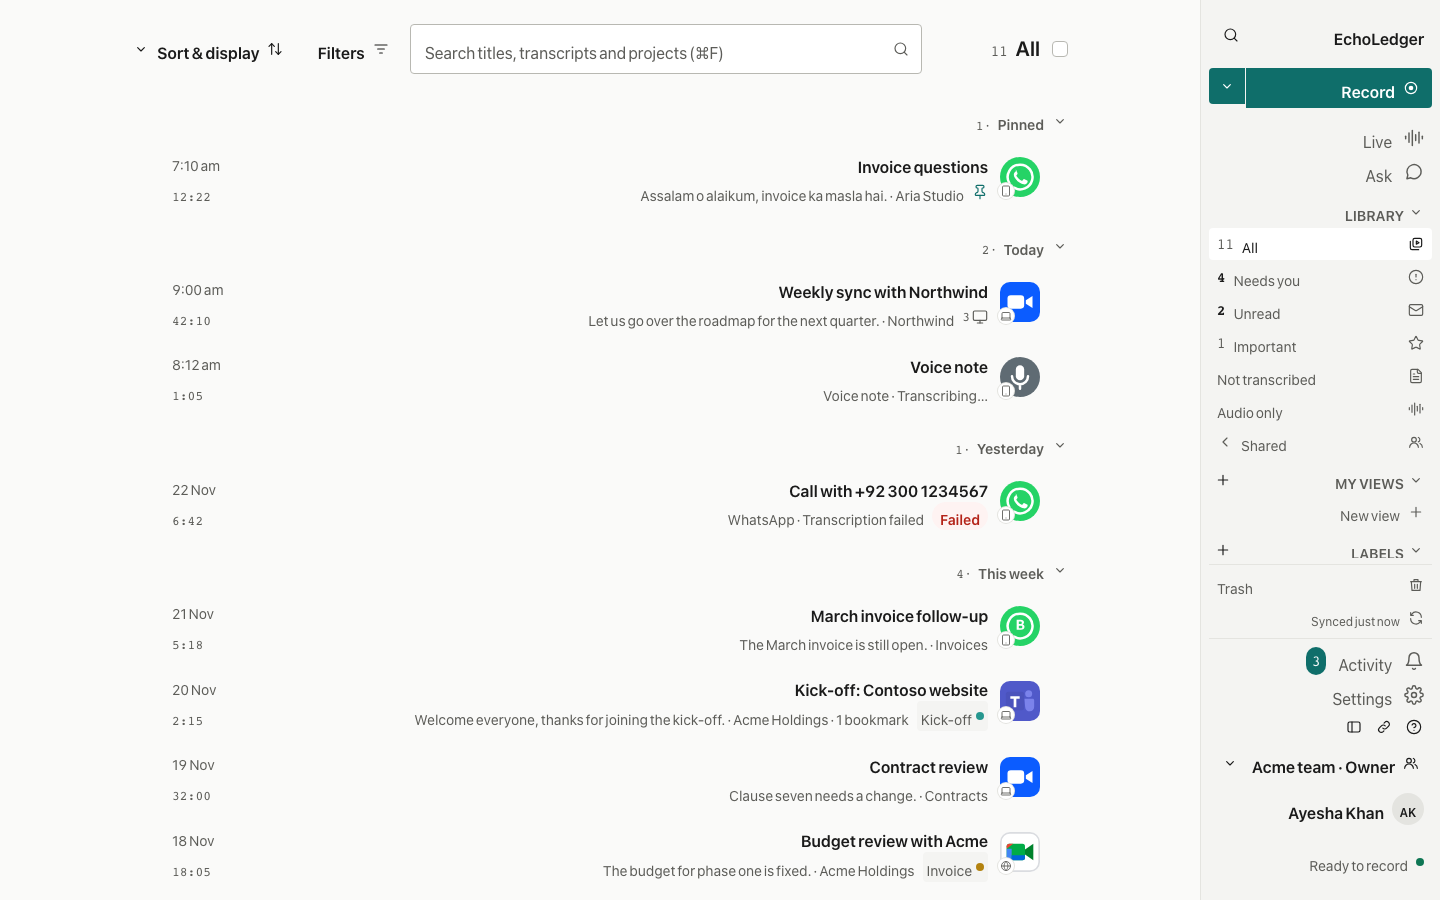 EchoLedger
Record
Live
Ask
LIBRARY
All 11
Needs you 4
Unread 2
Important 1
Not transcribed
Audio only
Shared
MY VIEWS
New view
LABELS
Trash
Synced just now
Activity 3
Settings
Acme team · Owner
AK Ayesha Khan
Ready to record
All 11
Search titles, transcripts and projects (⌘F)
Filters
Sort & display
Pinned · 1
Invoice questions
7:10 am
Assalam o alaikum, invoice ka masla hai. · Aria Studio
12:22
Today · 2
Weekly sync with Northwind
9:00 am
3 Let us go over the roadmap for the next quarter. · Northwind
42:10
Voice note
8:12 am
Voice note · Transcribing…
1:05
Yesterday · 1
Call with +92 300 1234567
22 Nov
Failed WhatsApp · Transcription failed
6:42
This week · 4
B
March invoice follow-up
21 Nov
The March invoice is still open. · Invoices
5:18
T
Kick-off: Contoso website
20 Nov
Kick-off Welcome everyone, thanks for joining the kick-off. · Acme Holdings · 1 bookmark
2:15
Contract review
19 Nov
Clause seven needs a change. · Contracts
32:00
Budget review with Acme
18 Nov
Invoice The budget for phase one is fixed. · Acme Holdings
18:05